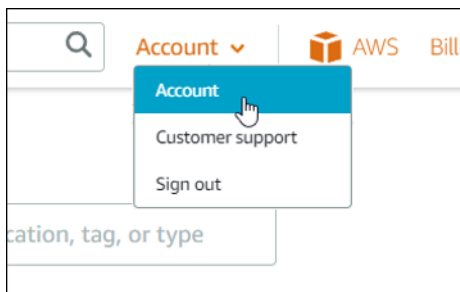 Account AWS Bill
Account
Customer support
Sign out
cation, tag, or type